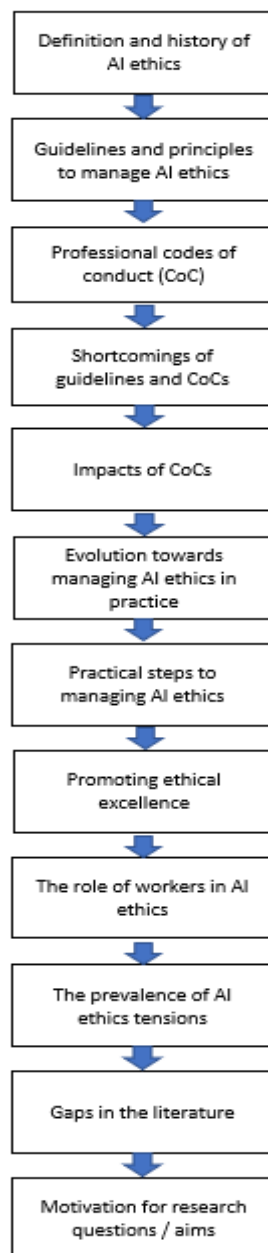 Definition and history of
AI ethics
Guidelines and principles
to manage AI ethics
Professional codes of
conduct (CoC)
Shortcomings of
guidelines and CoCs
Impacts of CoCs
Evolution towards
managing AI ethics in
practice
Practical steps to
managing AI ethics
Promoting ethical
excellence
The role of workers in AI
ethics
The prevalence of AI
ethics tensions
Gaps in the literature
Motivation for research
questions / aims